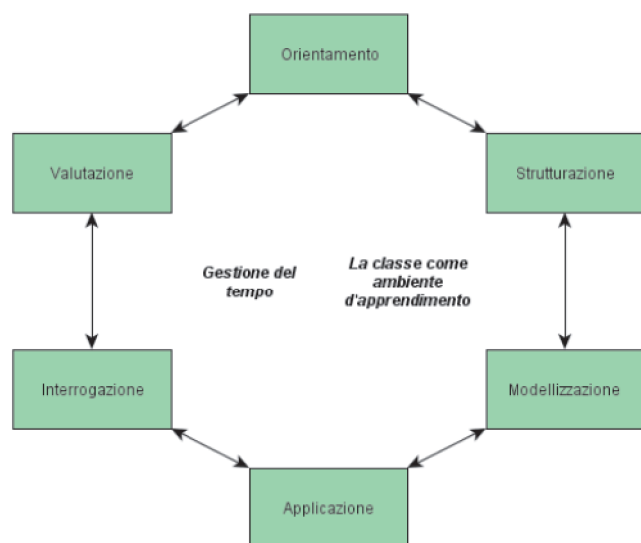 Orientamento
Valutazione
Strutturazione
Gestione del
tempo
La classe come
ambiente
d'apprendimento
Interrogazione
Modellizzazione
Applicazione